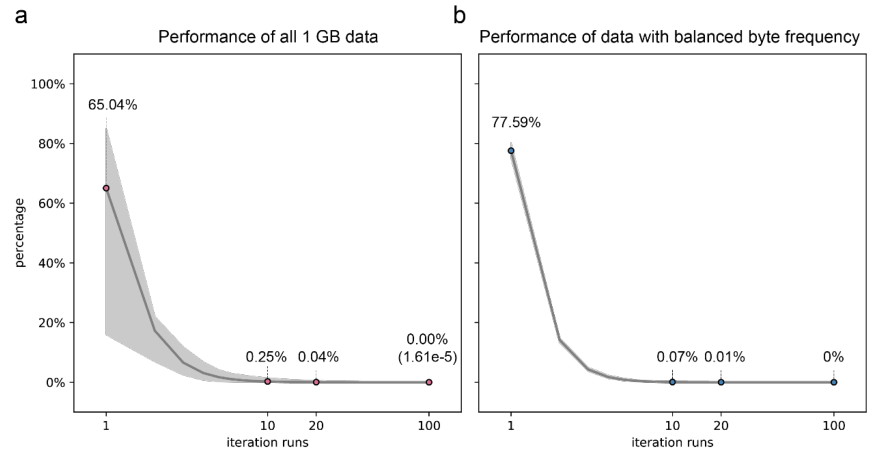 a
Performance of all 1 GB data
percentage
100%
80%
60%
40%
20%
0%
65.04%
0.25%
0.04%
0.00%
(1.61e-5)
1
10
20
100
iteration runs
b
Performance of data with balanced byte frequency
77.59%
0.07%
0.01%
0%
1
10
20
100
iteration runs